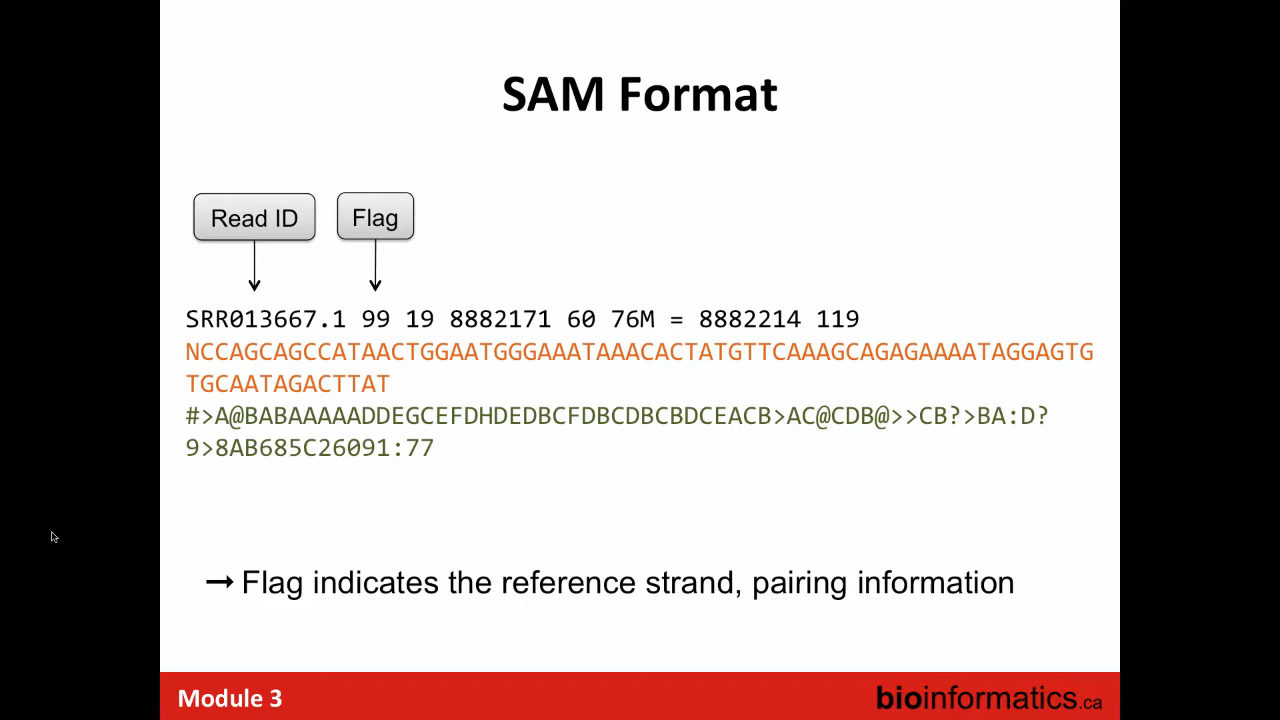 SAM Format
Read ID Flag
SRR013667.1 99 19 8882171 60 76M = 8882214 119
NCCAGCAGCCATAACTGGAATGGGAAATAAACACTATGTTCAAAGCAGAGAAAATAGGAGTG
TGCAATAGACTTAT
#>A@BABAAAAADDEGCEFDHDEDBCFDBCDBCBDCEACB>AC@CDB@>>CB?>BA:D?
9>8AB685C26091:77
→ Flag indicates the reference strand, pairing information
Module 3
bioinformatics.ca